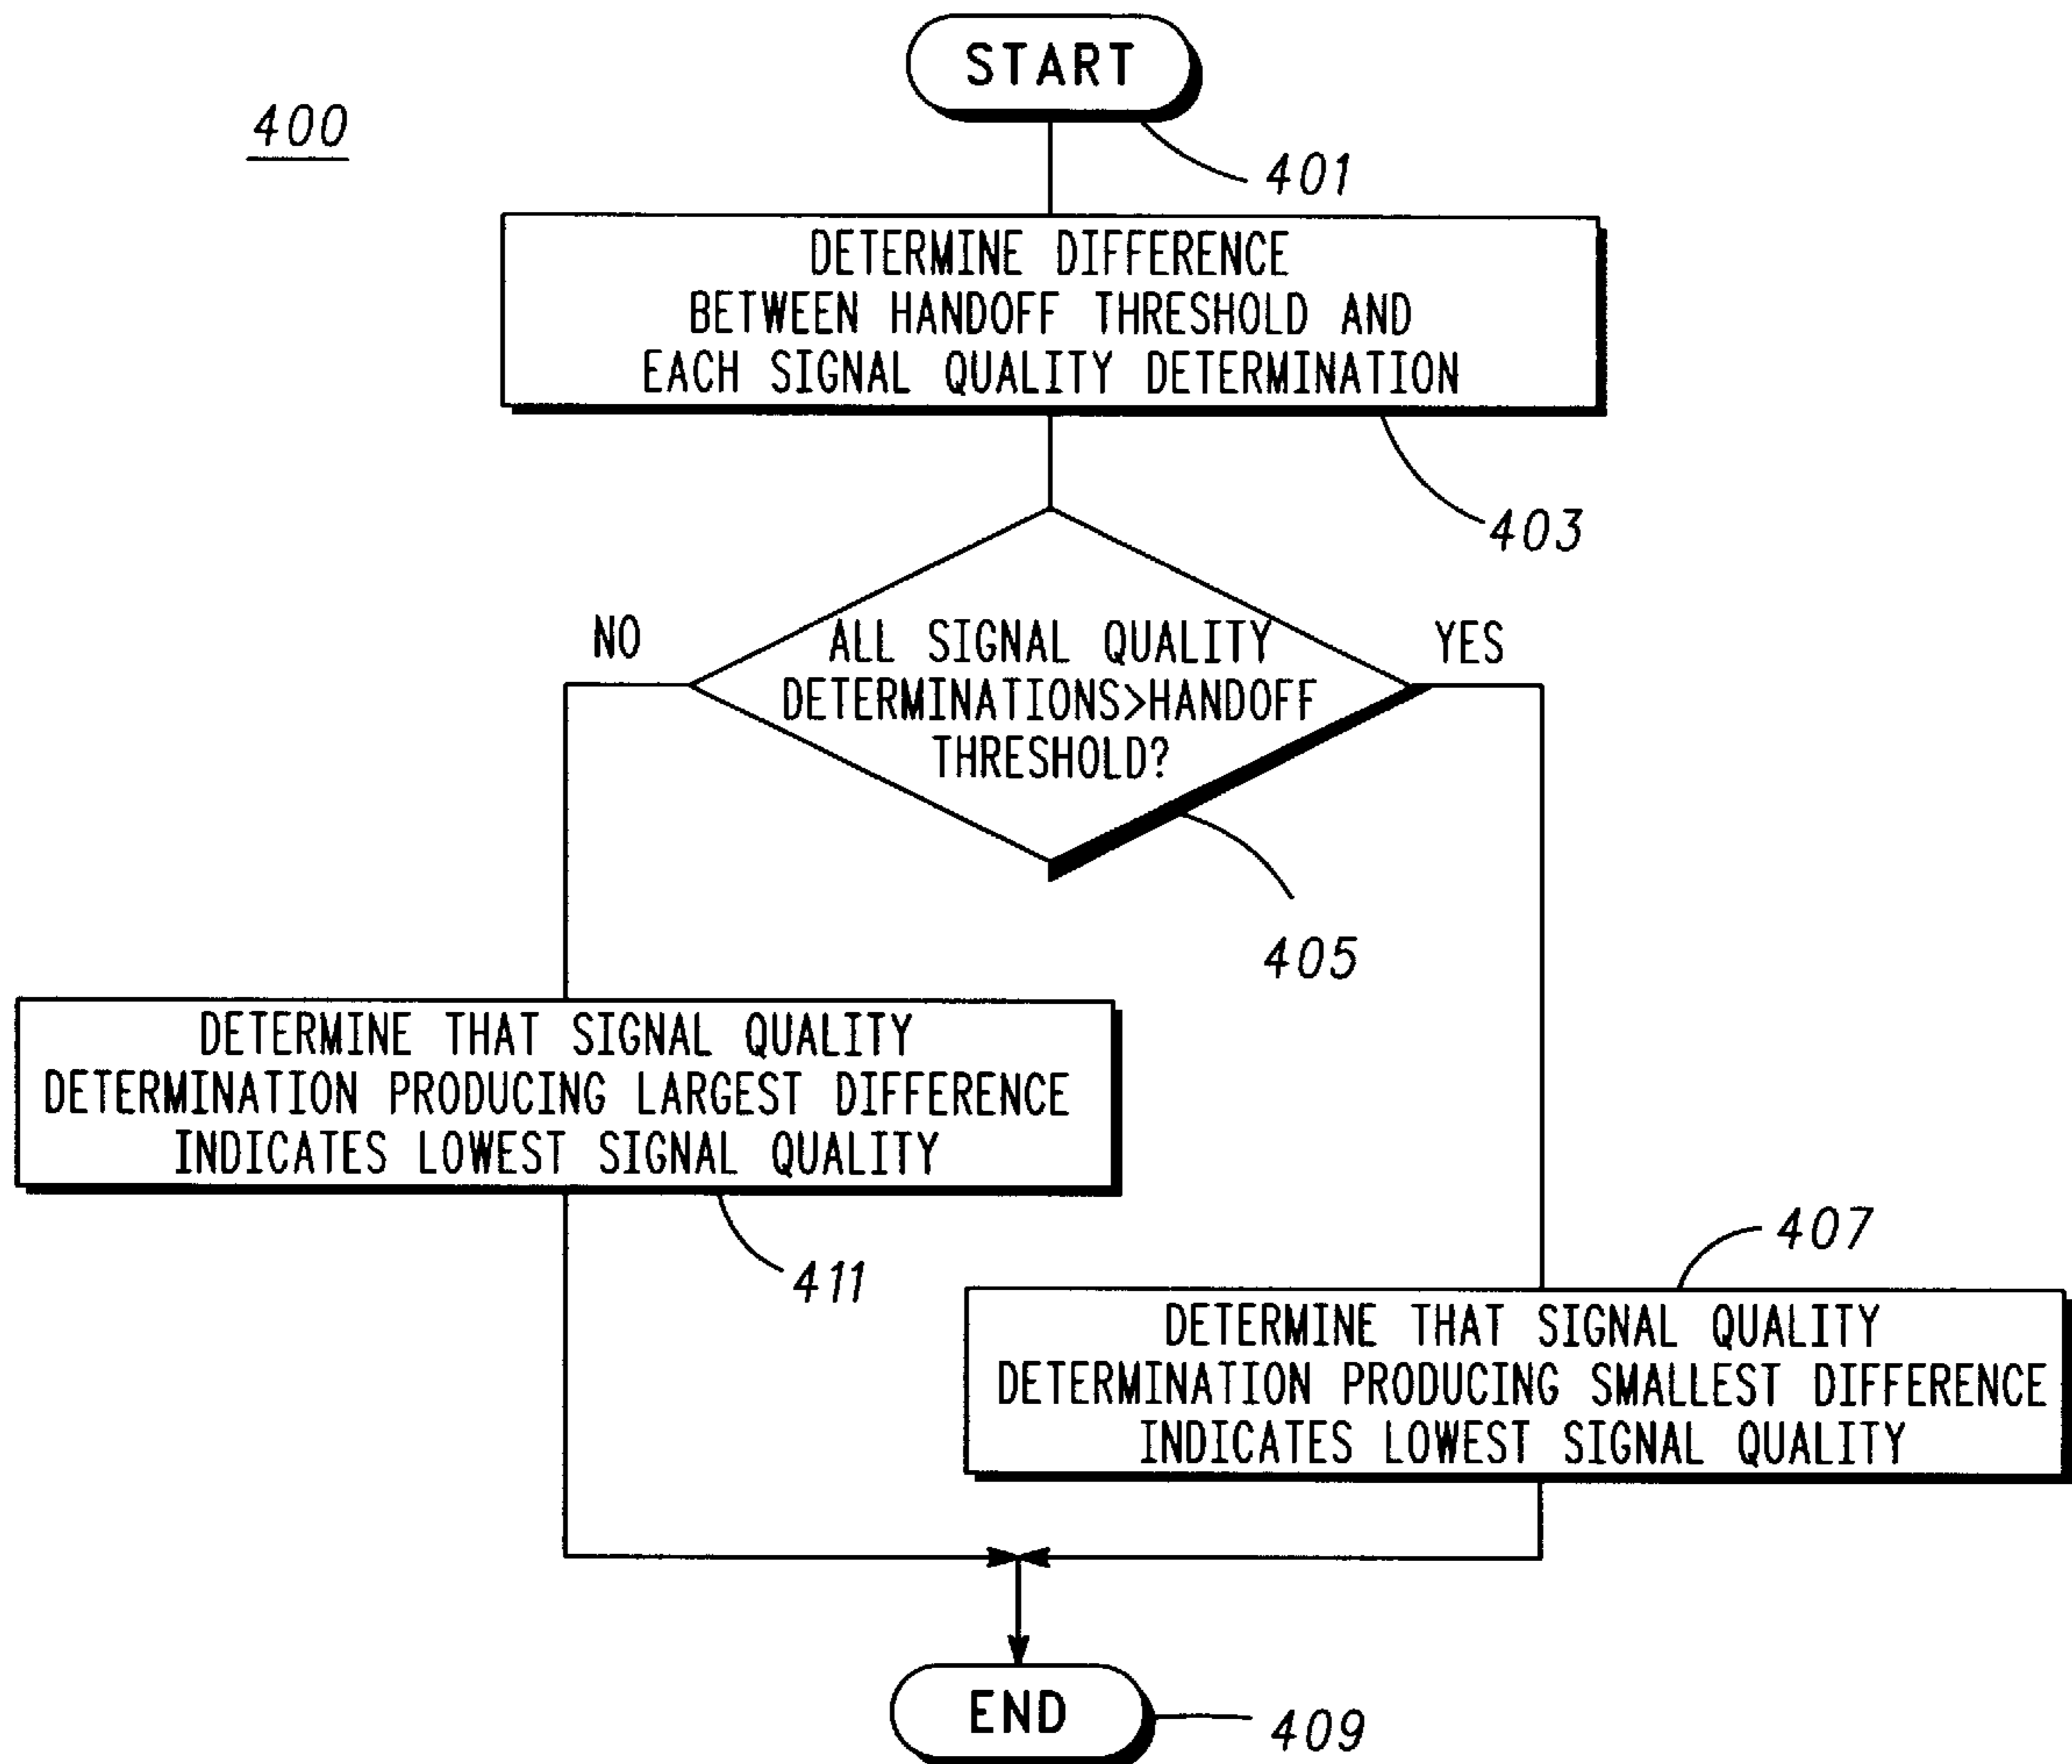 START
400
401
DETERMINE DIFFERENCE
BETWEEN HANDOFF THRESHOLD AND
EACH SIGNAL QUALITY DETERMINATION
403
NO
YES
ALL SIGNAL QUALITY
DETERMINATIONS>HANDOFF
THRESHOLD?
405
DETERMINE THAT SIGNAL QUALITY
DETERMINATION PRODUCING LARGEST DIFFERENCE
INDICATES LOWEST SIGNAL QUALITY
411
407
DETERMINE THAT SIGNAL QUALITY
DETERMINATION PRODUCING SMALLEST DIFFERENCE
INDICATES LOWEST SIGNAL QUALITY
END
409